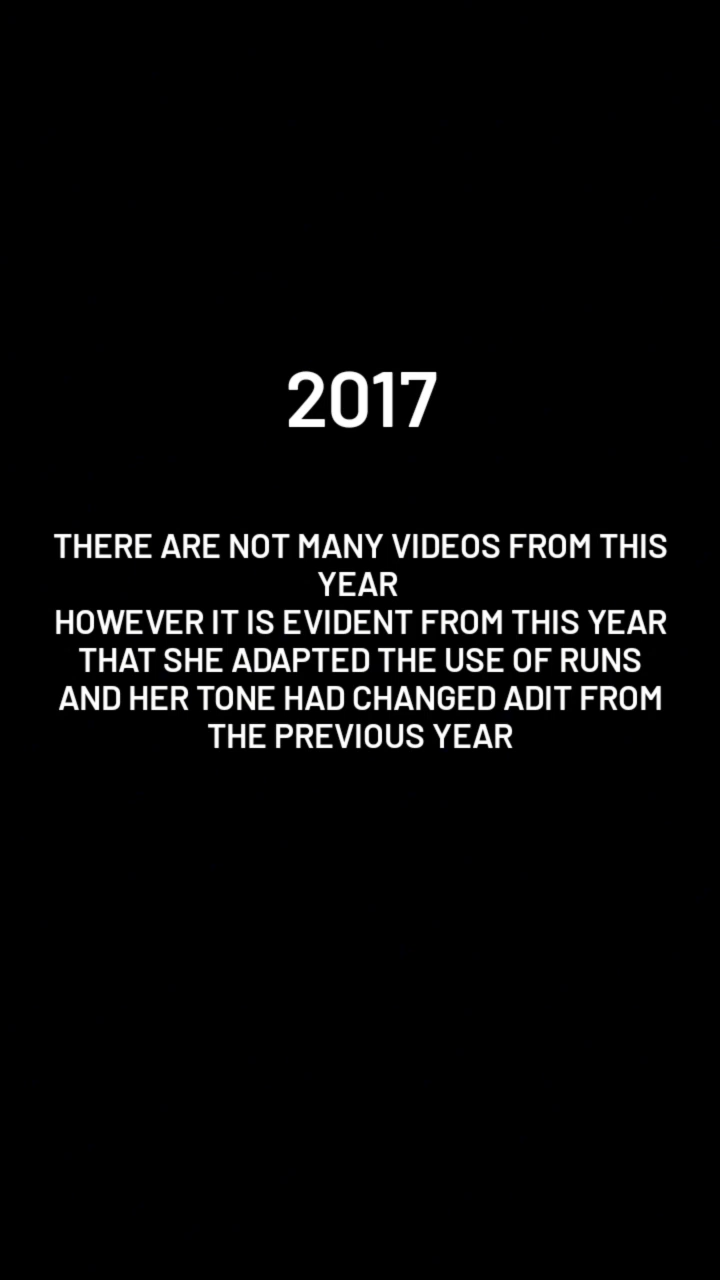 2017
THERE ARE NOT MANY VIDEOS FROM THIS
YEAR
HOWEVER IT IS EVIDENT FROM THIS YEAR
THAT SHE ADAPTED THE USE OF RUNS
AND HER TONE HAD CHANGED ADIT FROM
THE PREVIOUS YEAR